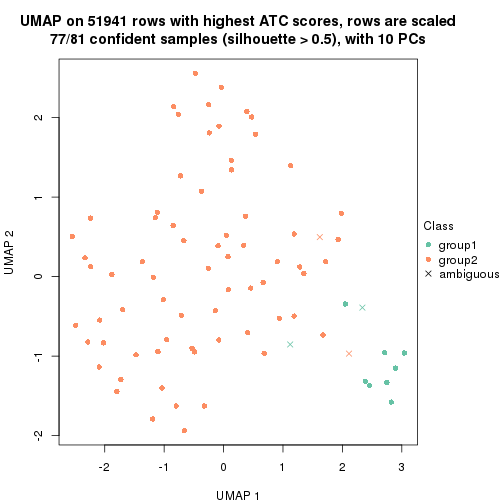 UMAP on 51941 rows with highest ATC scores, rows are scaled
77/81 confident samples (silhouette > 0.5), with 10 PCs
UMAP 2
2
1
0
-1
-2
-2
-1
0
1
2
3
UMAP 1
Class
group1
group2
ambiguous